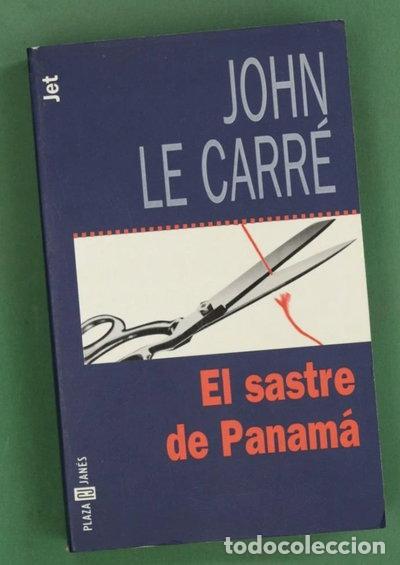 Jet
JOHN
LE CARRÉ
El sastre
de Panamá
PLAZA JANÉS
todocoleccion